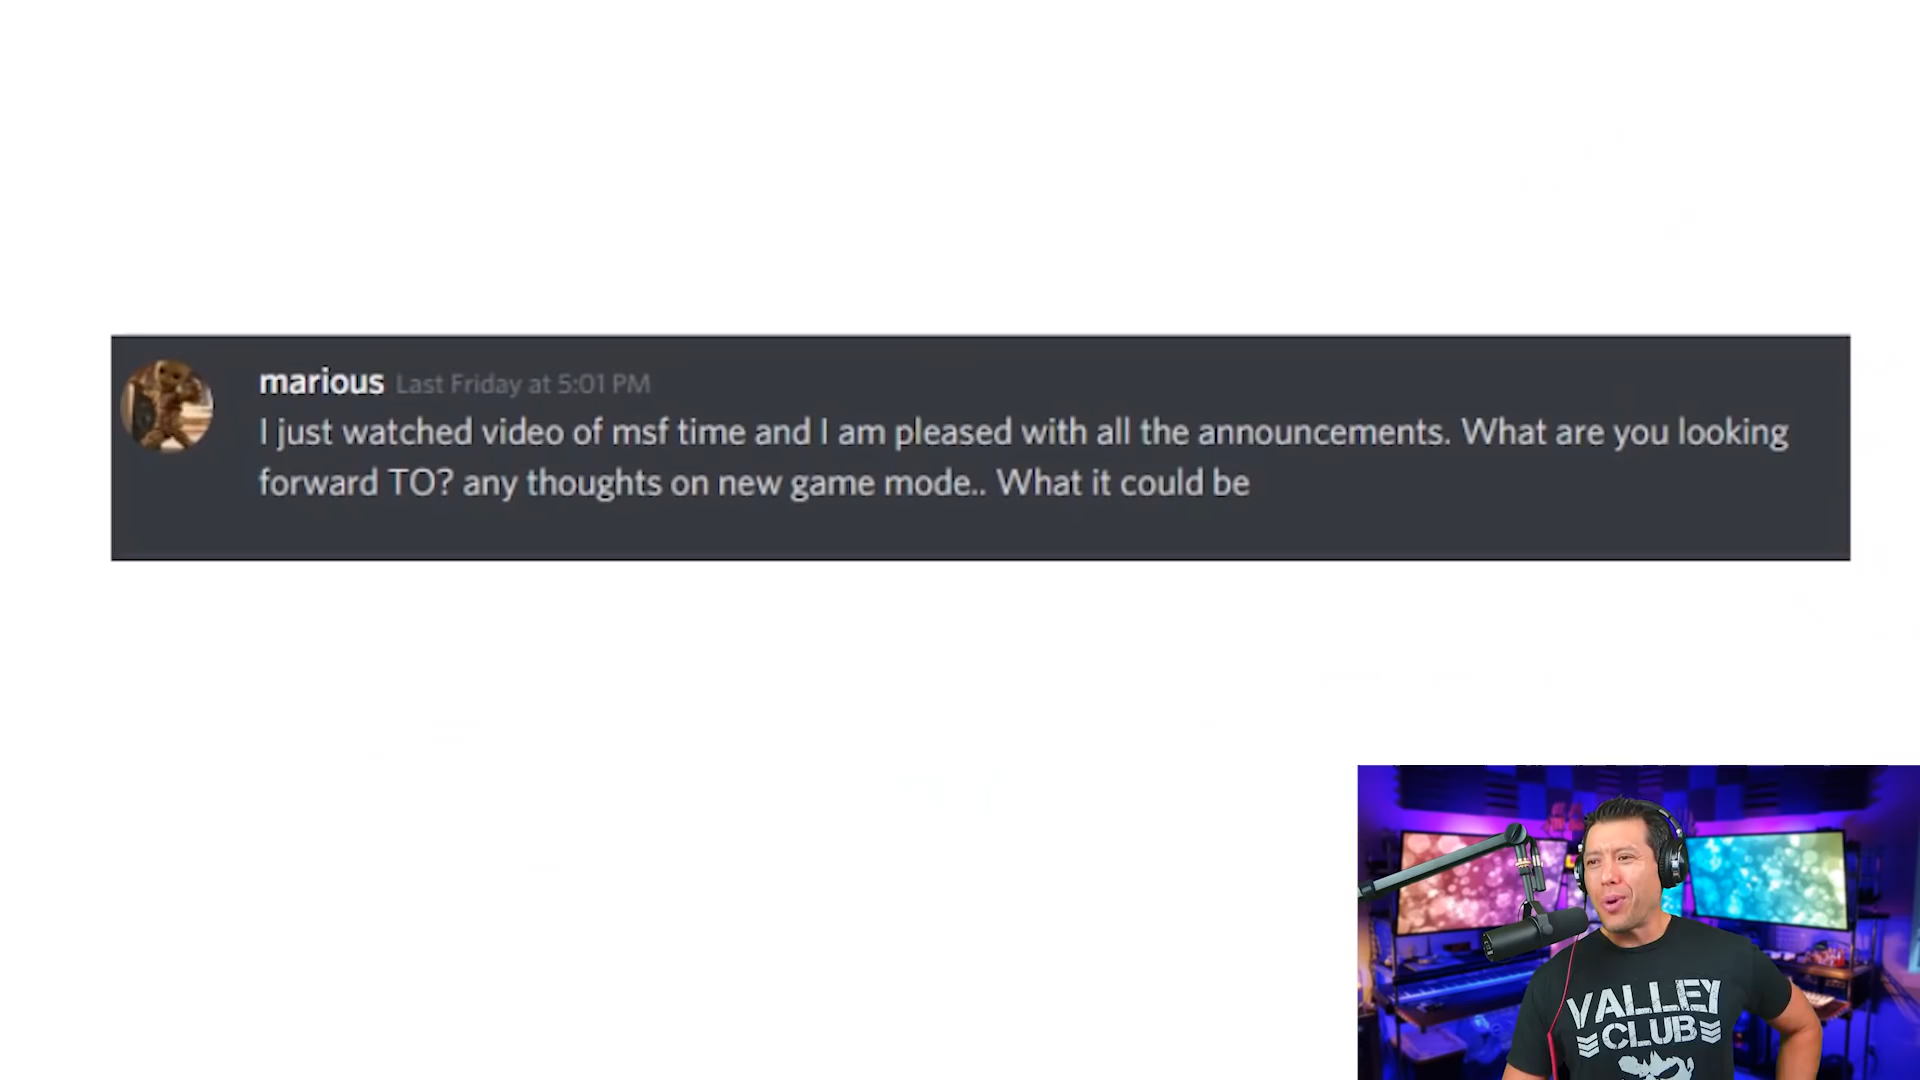 marious Last Friday at 5:01 PM
I just watched video of msf time and I am pleased with all the announcements. What are you looking
forward TO? any thoughts on new game mode.. What it could be
VALLEY
CLUB